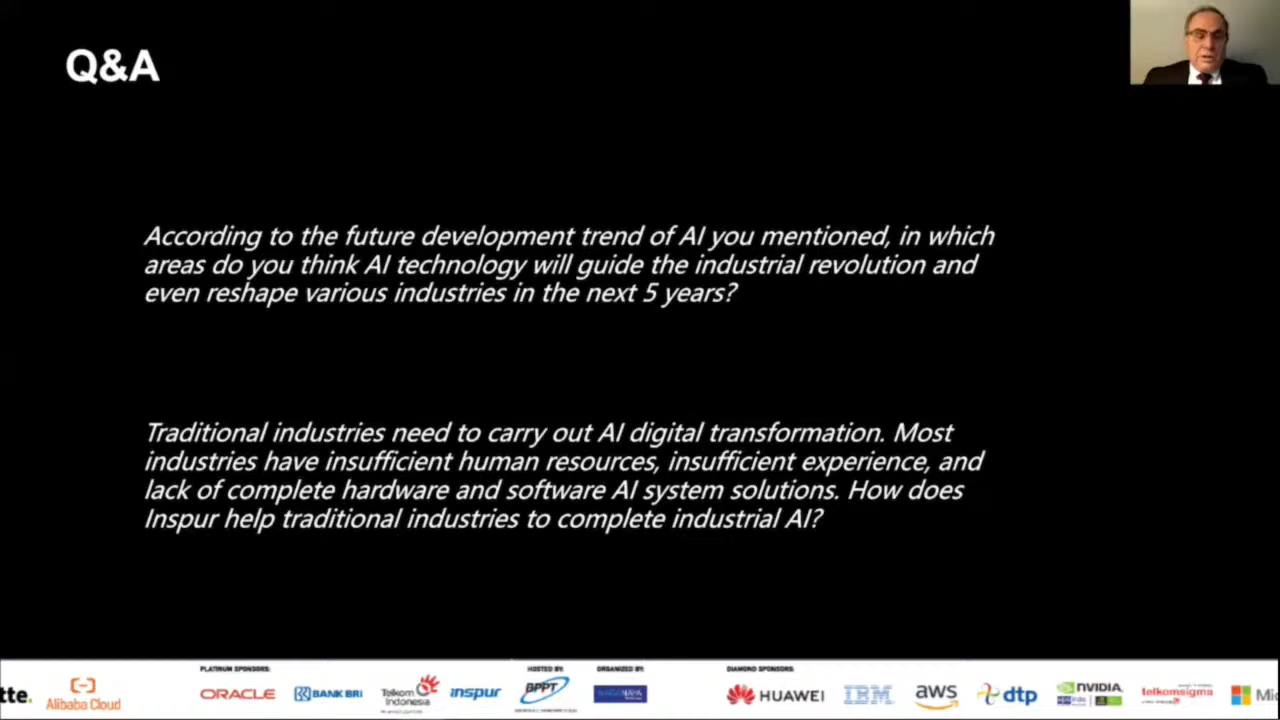 Q&A
According to the future development trend of AI you mentioned, in which
areas do you think AI technology will guide the industrial revolution and
even reshape various industries in the next 5 years?
Traditional industries need to carry out AI digital transformation. Most
industries have insufficient human resources, insufficient experience, and
lack of complete hardware and software AI system solutions. How does
Inspur help traditional industries to complete industrial AI?
PLATINUM SPONSORS: HOSTED BY: ORGANIZED BY: DIAMOND SPONSORS:
tte. Alibaba Cloud ORACLE BANK BRI Telkom Indonesia inspur BPPT HUAWEI IBM aws dtp NVIDIA. telkomsigma Mi